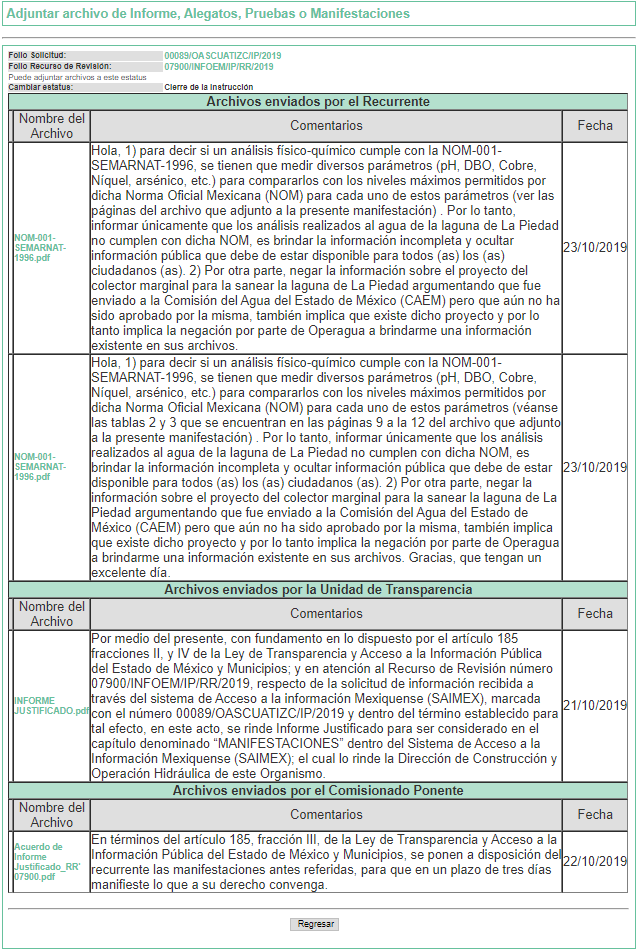 Adjuntar archivo de Informe, Alegatos, Pruebas o Manifestaciones
Folio Solicitud: 00089/OASCUATIZC/IP/2019
Folio Recurso de Revisión: 07900/INFOEM/IP/RR/2019
Puede adjuntar archivos a este estatus
Cambiar estatus: Cierre de la Instrucción
Archivos enviados por el Recurrente
Nombre del
Archivo
Comentarios
Fecha
NOM-001-
SEMARNAT-
1996.pdf
Hola, 1) para decir si un análisis físico-químico cumple con la NOM-001-
SEMARNAT-1996, se tienen que medir diversos parámetros (pH, DBO, Cobre,
Níquel, arsénico, etc.) para compararlos con los niveles máximos permitidos por
dicha Norma Oficial Mexicana (NOM) para cada uno de estos parámetros (ver las
páginas del archivo que adjunto a la presente manifestación) . Por lo tanto,
informar únicamente que los análisis realizados al agua de la laguna de La Piedad
no cumplen con dicha NOM, es brindar la información incompleta y ocultar
información pública que debe de estar disponible para todos (as) los (as)
ciudadanos (as). 2) Por otra parte, negar la información sobre el proyecto del
colector marginal para la sanear la laguna de La Piedad argumentando que fue
enviado a la Comisión del Agua del Estado de México (CAEM) pero que aún no ha
sido aprobado por la misma, también implica que existe dicho proyecto y por lo
tanto implica la negación por parte de Operagua a brindarme una información
existente en sus archivos.
23/10/2019
NOM-001-
SEMARNAT-
1996.pdf
Hola, 1) para decir si un análisis físico-químico cumple con la NOM-001-
SEMARNAT-1996, se tienen que medir diversos parámetros (pH, DBO, Cobre,
Níquel, arsénico, etc.) para compararlos con los niveles máximos permitidos por
dicha Norma Oficial Mexicana (NOM) para cada uno de estos parámetros (véanse
las tablas 2 y 3 que se encuentran en las páginas 9 a la 12 del archivo que adjunto
a la presente manifestación) . Por lo tanto, informar únicamente que los análisis
realizados al agua de la laguna de La Piedad no cumplen con dicha NOM, es
brindar la información incompleta y ocultar información pública que debe de estar
disponible para todos (as) los (as) ciudadanos (as). 2) Por otra parte, negar la
información sobre el proyecto del colector marginal para la sanear la laguna de La
Piedad argumentando que fue enviado a la Comisión del Agua del Estado de
México (CAEM) pero que aún no ha sido aprobado por la misma, también implica
que existe dicho proyecto y por lo tanto implica la negación por parte de Operagua
a brindarme una información existente en sus archivos. Gracias, que tengan un
excelente día.
23/10/2019
Archivos enviados por la Unidad de Transparencia
Nombre del
Archivo
Comentarios
Fecha
INFORME
JUSTIFICADO.pdf
Por medio del presente, con fundamento en lo dispuesto por el artículo 185
fracciones II, y IV de la Ley de Transparencia y Acceso a la Información Pública
del Estado de México y Municipios; y en atención al Recurso de Revisión número
07900/INFOEM/IP/RR/2019, respecto de la solicitud de información recibida a
través del sistema de Acceso a la información Mexiquense (SAIMEX), marcada
con el número 00089/OASCUATIZC/IP/2019 y dentro del término establecido para
tal efecto, en este acto, se rinde Informe Justificado para ser considerado en el
capítulo denominado “MANIFESTACIONES” dentro del Sistema de Acceso a la
Información Mexiquense (SAIMEX); el cual lo rinde la Dirección de Construcción y
Operación Hidráulica de este Organismo.
21/10/2019
Archivos enviados por el Comisionado Ponente
Nombre del
Archivo
Comentarios
Fecha
Acuerdo de
Informe
Justificado_RR'
07900.pdf
En términos del artículo 185, fracción III, de la Ley de Transparencia y Acceso a la
Información Pública del Estado de México y Municipios, se ponen a disposición del
recurrente las manifestaciones antes referidas, para que en un plazo de tres días
manifieste lo que a su derecho convenga.
22/10/2019
Regresar